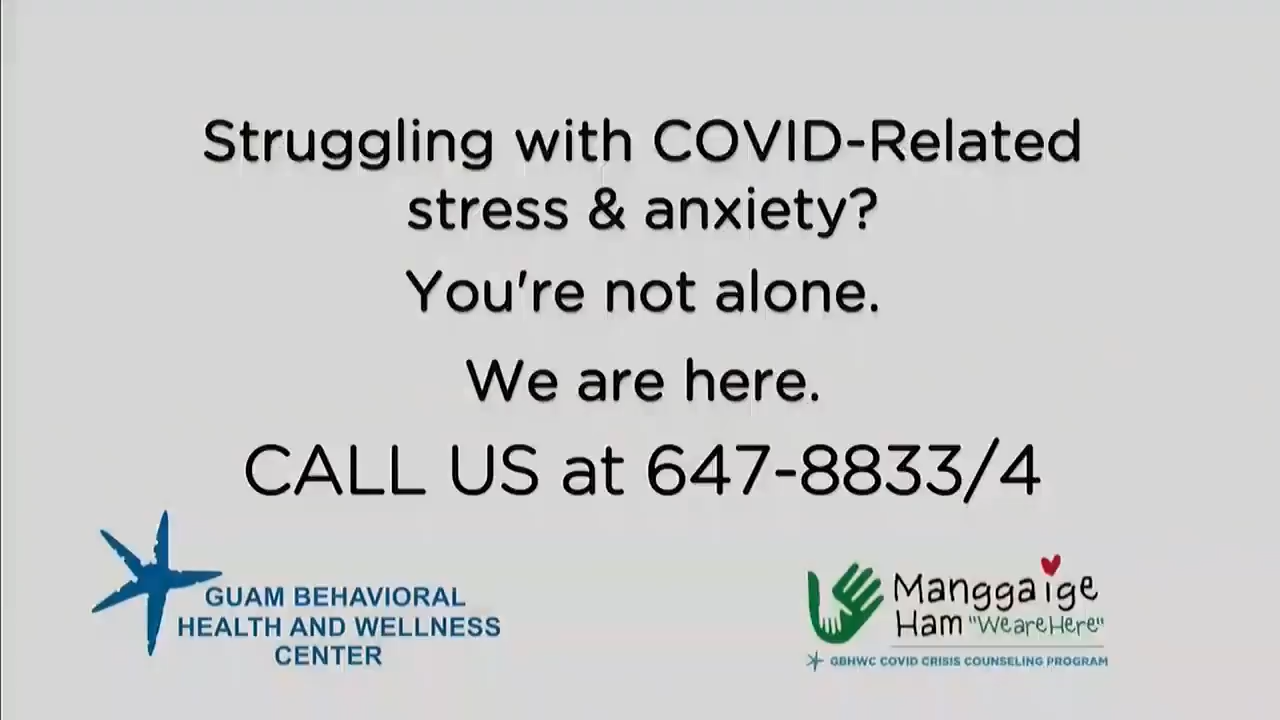 Struggling with COVID-Related
stress & anxiety?
You're not alone.
We are here.
CALL US at 647-8833/4
GUAM BEHAVIORAL
HEALTH AND WELLNESS
CENTER
Manggaige
Ham "We are Here"
GBHWC COVID CRISIS COUNSELING PROGRAM